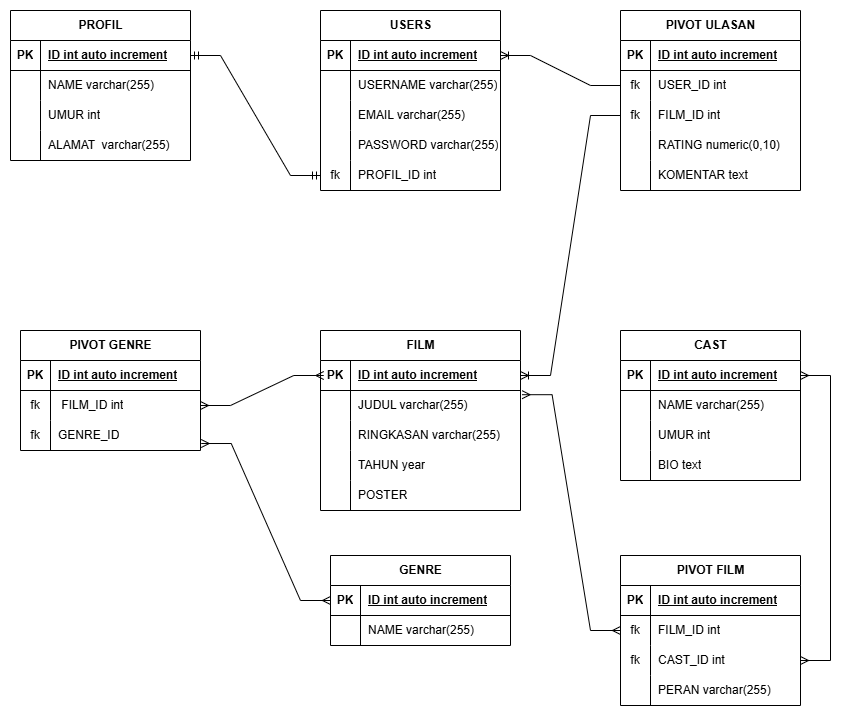 PROFIL
PK ID int auto increment
NAME varchar(255)
UMUR int
ALAMAT varchar(255)
USERS
PK ID int auto increment
USERNAME varchar(255)
EMAIL varchar(255)
PASSWORD varchar(255)
fk PROFIL_ID int
PIVOT ULASAN
PK ID int auto increment
fk USER_ID int
fk FILM_ID int
RATING numeric(0,10)
KOMENTAR text
PIVOT GENRE
PK ID int auto increment
fk FILM_ID int
fk GENRE_ID
FILM
PK ID int auto increment
JUDUL varchar(255)
RINGKASAN varchar(255)
TAHUN year
POSTER
CAST
PK ID int auto increment
NAME varchar(255)
UMUR int
BIO text
GENRE
PK ID int auto increment
NAME varchar(255)
PIVOT FILM
PK ID int auto increment
fk FILM_ID int
fk CAST_ID int
PERAN varchar(255)